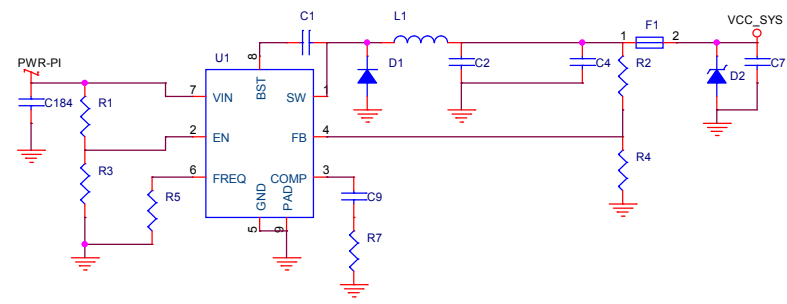 C1
L1
F1
VCC_SYS
U1
8
1
2
PWR-PI
D1
C2
C4
R2
D2
C7
7
VIN
BST
SW
1
C184
R1
2
EN
FB
4
R3
R4
6
FREQ
COMP
3
R5
GND
PAD
C9
5
9
R7